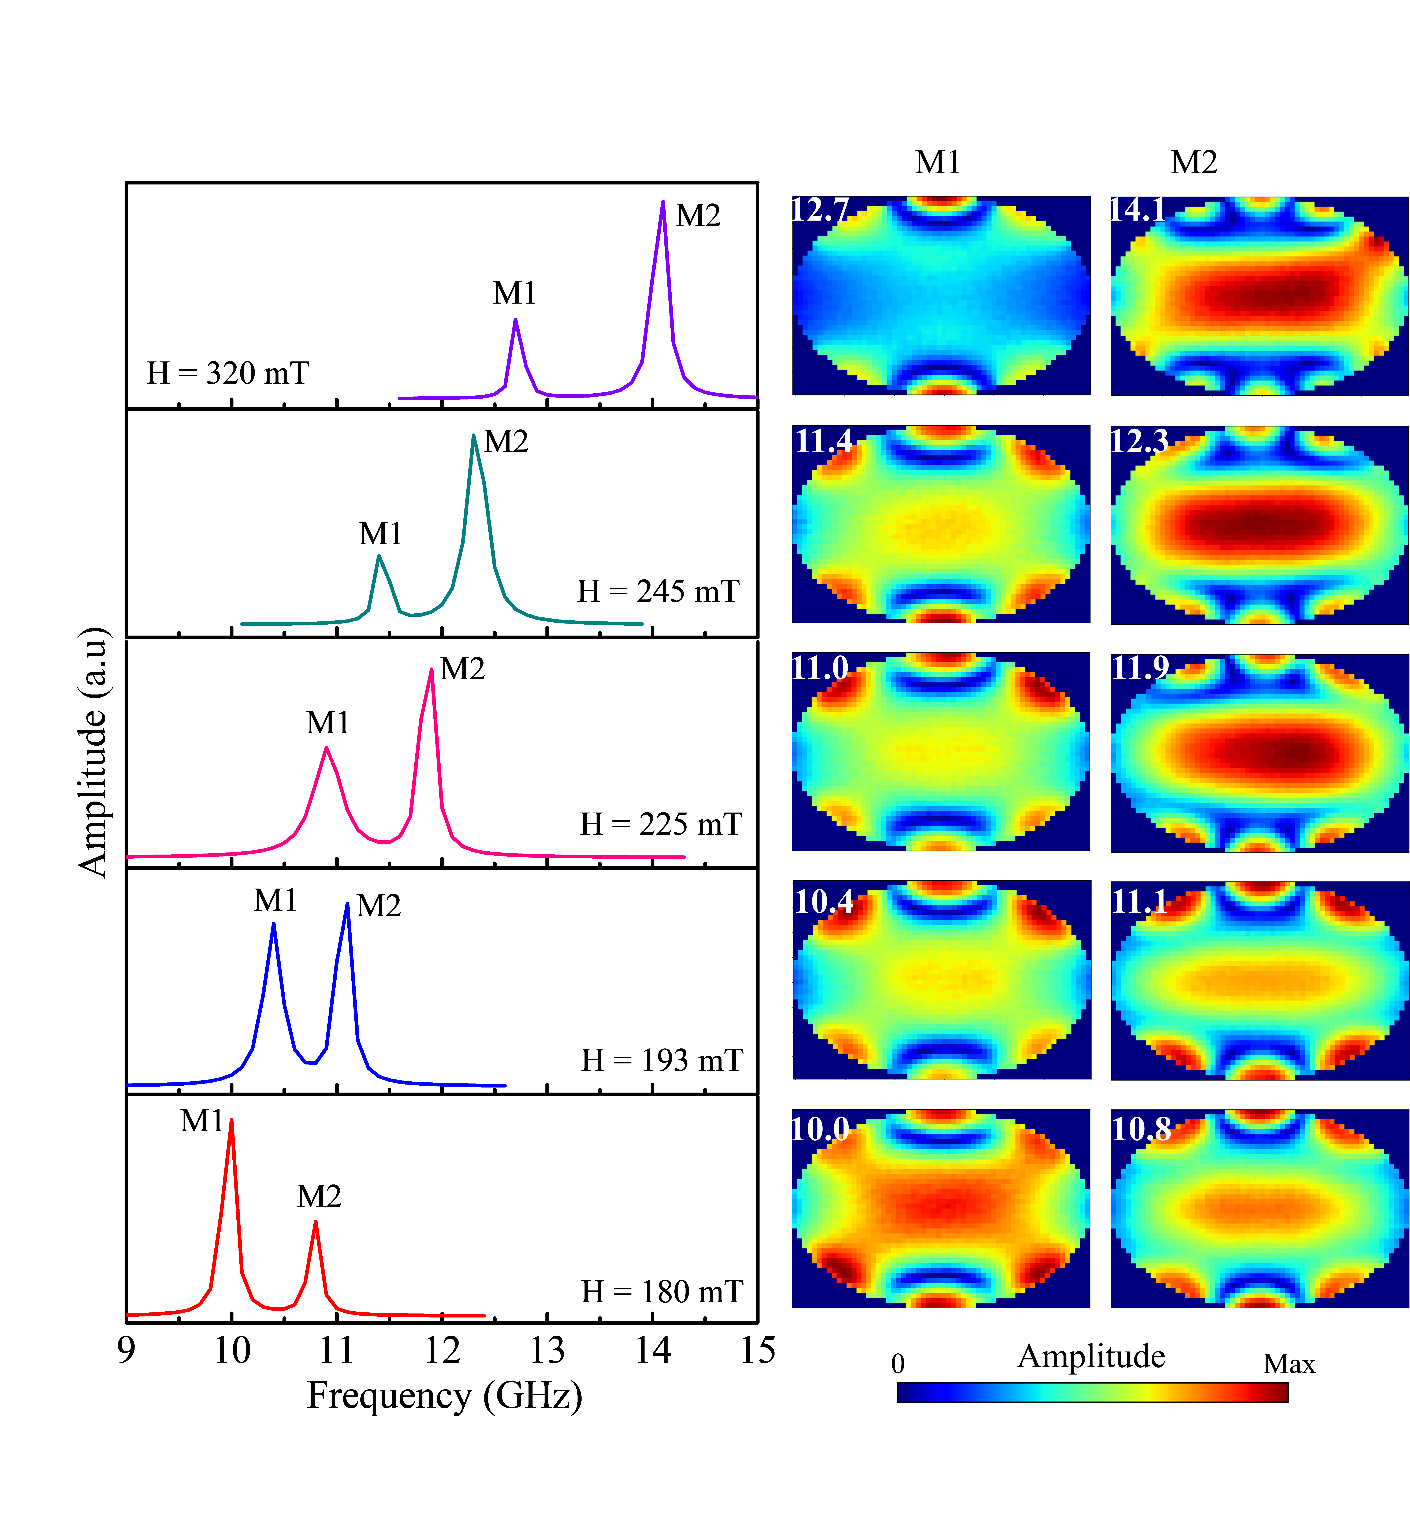 M1 M2
M2
M1
H = 320 mT
12.7 14.1
M2
M1
H = 245 mT
11.4 12.3
M2
M1
H = 225 mT
11.0 11.9
M1 M2
H = 193 mT
10.4 11.1
M1
M2
H = 180 mT
10.0 10.8
Amplitude (a.u)
9 10 11 12 13 14 15
Frequency (GHz)
0 Amplitude Max